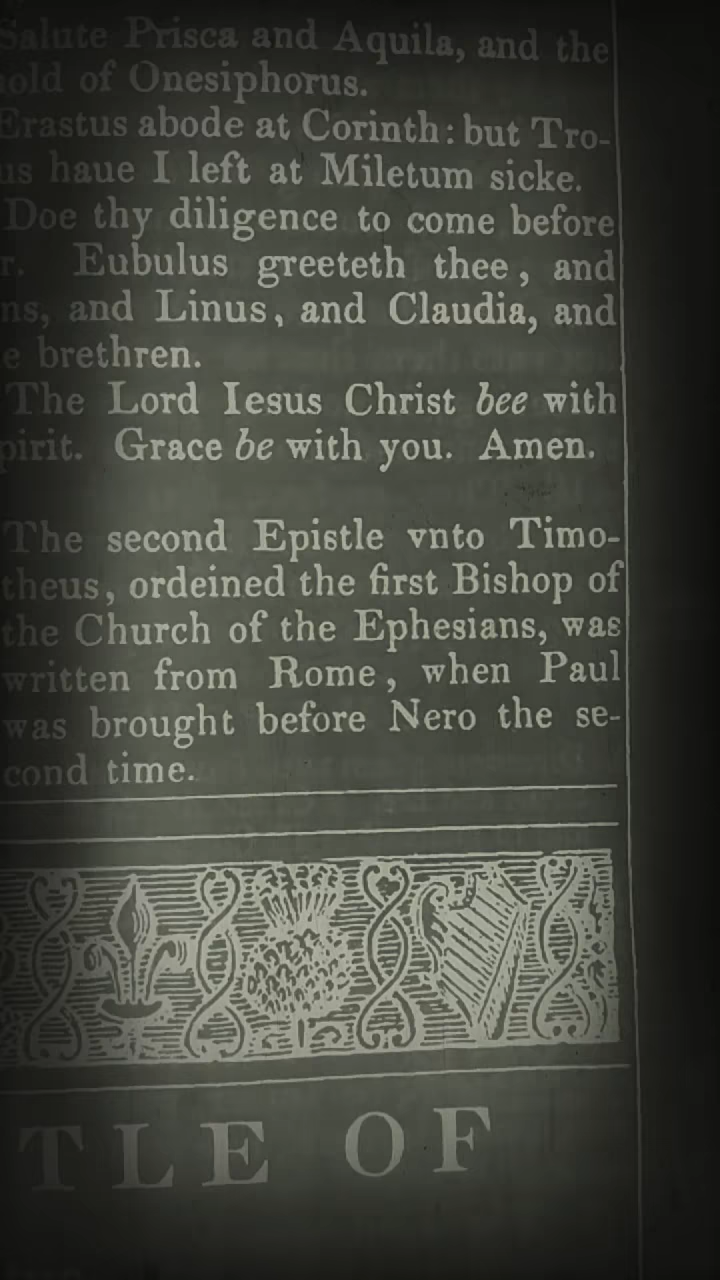 Salute Prisca and Aquila, and the
old of Onesiphorus.
Erastus abode at Corinth: but Tro-
us haue I left at Miletum sicke.
Doe thy diligence to come before
r. Eubulus greeteth thee, and
ns, and Linus, and Claudia, and
e brethren.
The Lord Iesus Christ bee with
pirit. Grace be with you. Amen.
The second Epistle vnto Timo-
theus, ordeined the first Bishop of
the Church of the Ephesians, was
written from Rome, when Paul
was brought before Nero the se-
cond time.
TLE OF